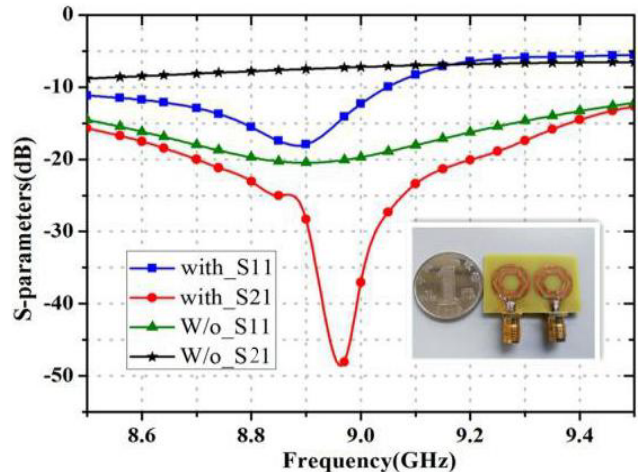 0
-10
-20
-30
-40
-50
S-parameters(dB)
with_S11
with_S21
W/o_S11
W/o_S21
1
8.6
8.8
9.0
9.2
9.4
Frequency(GHz)